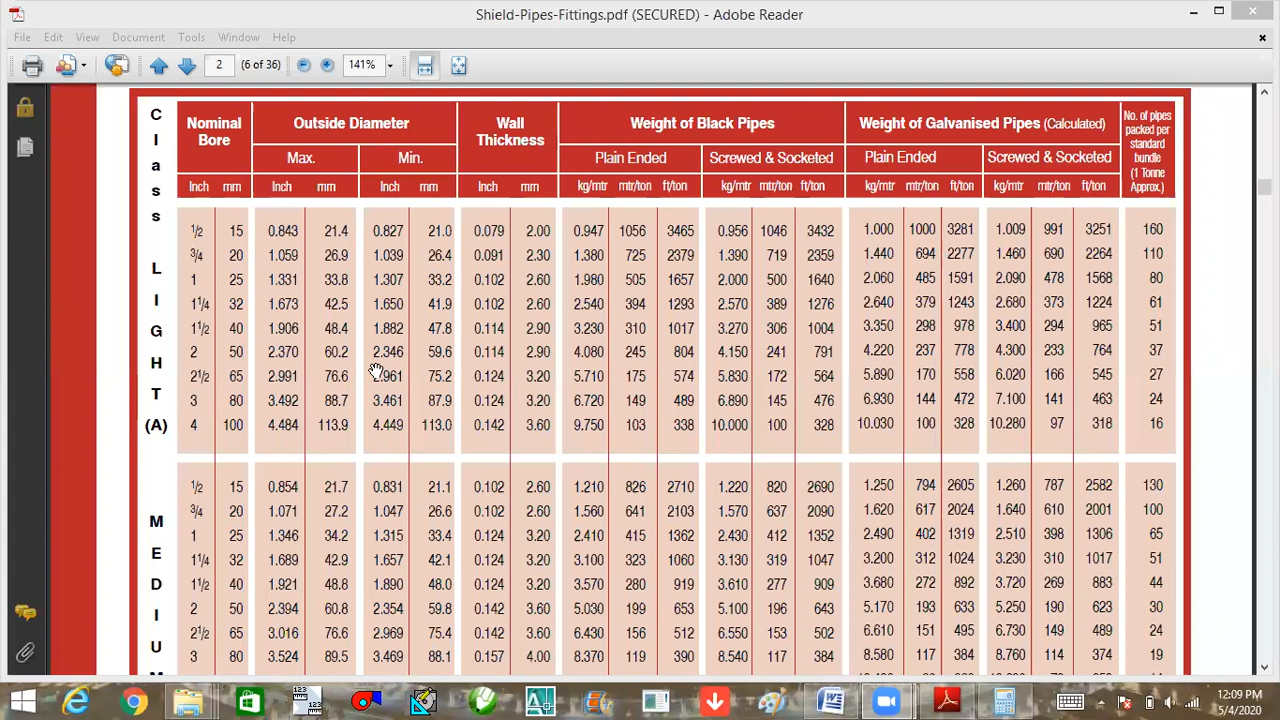 Shield-Pipes-Fittings.pdf (SECURED) - Adobe Reader
File Edit View Document Tools Window Help
2 (6 of 36) 141%
Class LIGHT (A)
Nominal Bore Outside Diameter Wall Thickness Weight of Black Pipes Weight of Galvanised Pipes (Calculated) No. of pipes packed per standard bundle (1 Tonne Approx.)
Max. Min. Plain Ended Screwed & Socketed Plain Ended Screwed & Socketed
Inch mm Inch mm Inch mm Inch mm kg/mtr mtr/ton ft/ton kg/mtr mtr/ton ft/ton kg/mtr mtr/ton ft/ton kg/mtr mtr/ton ft/ton
1/2 15 0.843 21.4 0.827 21.0 0.079 2.00 0.947 1056 3465 0.956 1046 3432 1.000 1000 3281 1.009 991 3251 160
3/4 20 1.059 26.9 1.039 26.4 0.091 2.30 1.380 725 2379 1.390 719 2359 1.440 694 2277 1.460 690 2264 110
1 25 1.331 33.8 1.307 33.2 0.102 2.60 1.980 505 1657 2.000 500 1640 2.060 485 1591 2.090 478 1568 80
1 1/4 32 1.673 42.5 1.650 41.9 0.102 2.60 2.540 394 1293 2.570 389 1276 2.640 379 1243 2.680 373 1224 61
1 1/2 40 1.906 48.4 1.882 47.8 0.114 2.90 3.230 310 1017 3.270 306 1004 3.350 298 978 3.400 294 965 51
2 50 2.370 60.2 2.346 59.6 0.114 2.90 4.080 245 804 4.150 241 791 4.220 237 778 4.300 233 764 37
2 1/2 65 2.991 76.6 75.2 0.124 3.20 5.710 175 574 5.830 172 564 5.890 170 558 6.020 166 545 27
3 80 3.492 88.7 3.461 87.9 0.124 3.20 6.720 149 489 6.890 145 476 6.930 144 472 7.100 141 463 24
4 100 4.484 113.9 4.449 113.0 0.142 3.60 9.750 103 338 10.000 100 328 10.030 100 328 10.280 97 318 16
MEDIUM
1/2 15 0.854 21.7 0.831 21.1 0.102 2.60 1.210 826 2710 1.220 820 2690 1.250 794 2605 1.260 787 2582 130
3/4 20 1.071 27.2 1.047 26.6 0.102 2.60 1.560 641 2103 1.570 637 2090 1.620 617 2024 1.640 610 2001 100
1 25 1.346 34.2 1.315 33.4 0.124 3.20 2.410 415 1362 2.430 412 1352 2.490 402 1319 2.510 398 1306 65
1 1/4 32 1.689 42.9 1.657 42.1 0.124 3.20 3.100 323 1060 3.130 319 1047 3.200 312 1024 3.230 310 1017 51
1 1/2 40 1.921 48.8 1.890 48.0 0.124 3.20 3.570 280 919 3.610 277 909 3.680 272 892 3.720 269 883 44
2 50 2.394 60.8 2.354 59.8 0.142 3.60 5.030 199 653 5.100 196 643 5.170 193 633 5.250 190 623 30
2 1/2 65 3.016 76.6 2.969 75.4 0.142 3.60 6.430 156 512 6.550 153 502 6.610 151 495 6.730 149 489 24
3 80 3.524 89.5 3.469 88.1 0.157 4.00 8.370 119 390 8.540 117 384 8.580 117 384 8.760 114 374 19
12:09 PM
5/4/2020